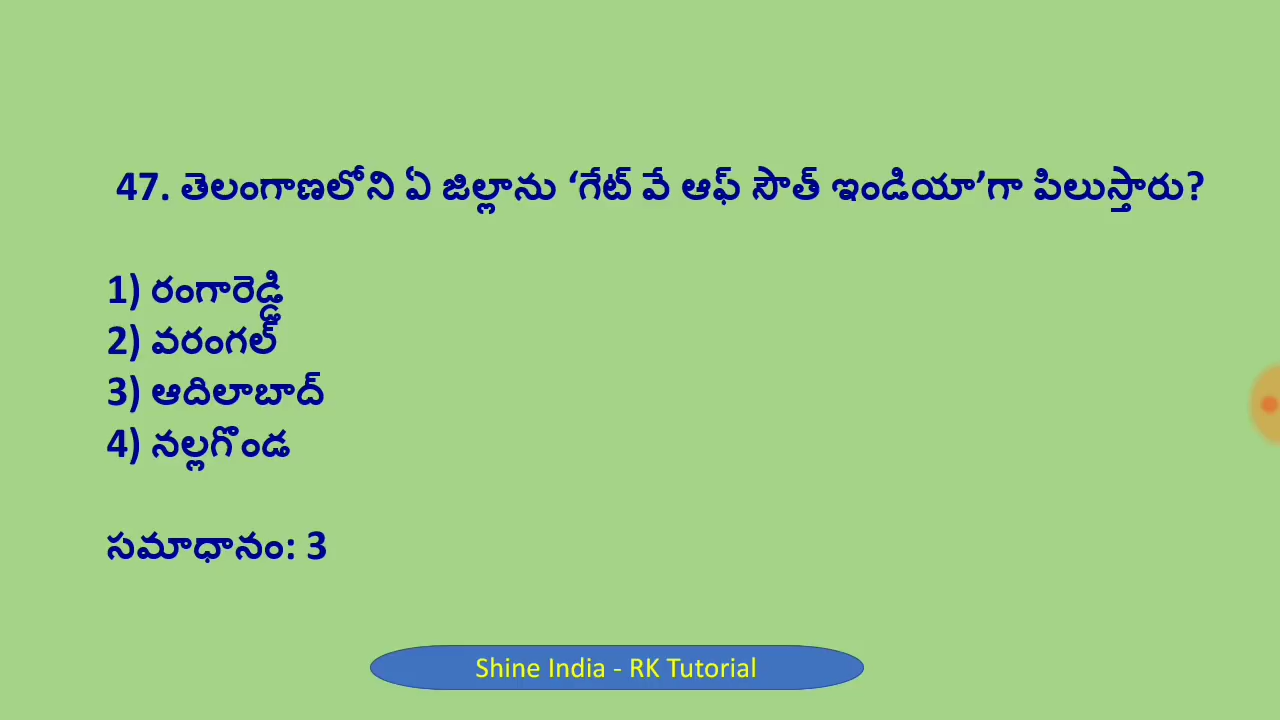 47. తెలంగాణలోని ఏ జిల్లాను ‘గేట్ వే ఆఫ్ సౌత్ ఇండియా’గా పిలుస్తారు?
1) రంగారెడ్డి
2) వరంగల్
3) ఆదిలాబాద్
4) నల్లగొండ
సమాధానం: 3
Shine India - RK Tutorial